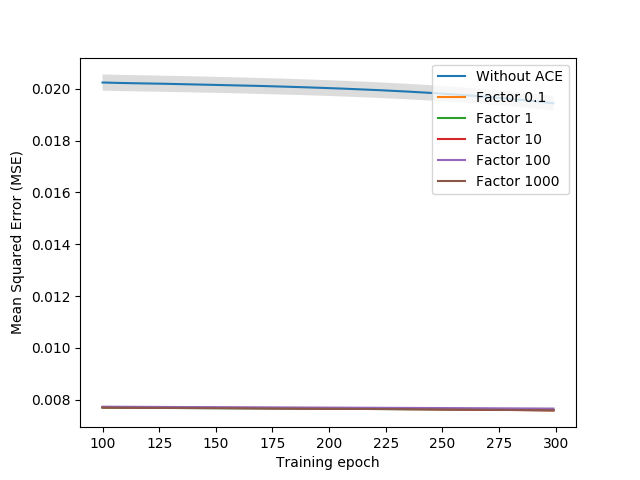 Without ACE
Factor 0.1
Factor 1
Factor 10
Factor 100
Factor 1000
0.020
0.018
0.016
0.014
0.012
0.010
0.008
Mean Squared Error (MSE)
100 125 150 175 200 225 250 275 300
Training epoch